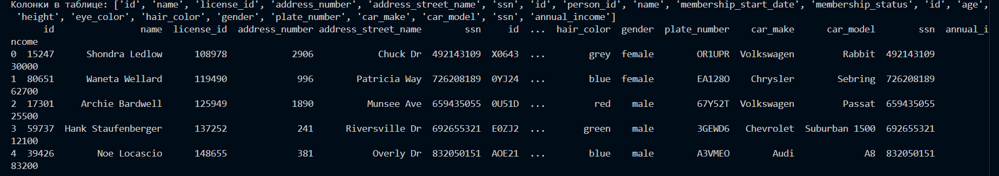 Колонки в таблице: ['id', 'name', 'license_id', 'address_number', 'address_street_name', 'ssn', 'id', 'person_id', 'name', 'membership_start_date', 'membership_status', 'id', 'age',
'height', 'eye_color', 'hair_color', 'gender', 'plate_number', 'car_make', 'car_model', 'ssn', 'annual_income']
id name license_id address_number address_street_name ssn id ... hair_color gender plate_number car_make car_model ssn annual_i
ncome
0 15247 Shondra Ledlow 108978 2906 Chuck Dr 492143109 X0643 ... grey female OR1UPR Volkswagen Rabbit 492143109
30000
1 80651 Waneta Wellard 119490 996 Patricia Way 726208189 0YJ24 ... blue female EA128O Chrysler Sebring 726208189
62700
2 17301 Archie Bardwell 125949 1890 Munsee Ave 659435055 0U51D ... red male 67Y52T Volkswagen Passat 659435055
25500
3 59737 Hank Staufenberger 137252 241 Riversville Dr 692655321 E0ZJ2 ... green male 3GEWD6 Chevrolet Suburban 1500 692655321
12100
4 39426 Noe Locascio 148655 381 Overly Dr 832050151 AOE21 ... blue male A3VMEO Audi A8 832050151
83200